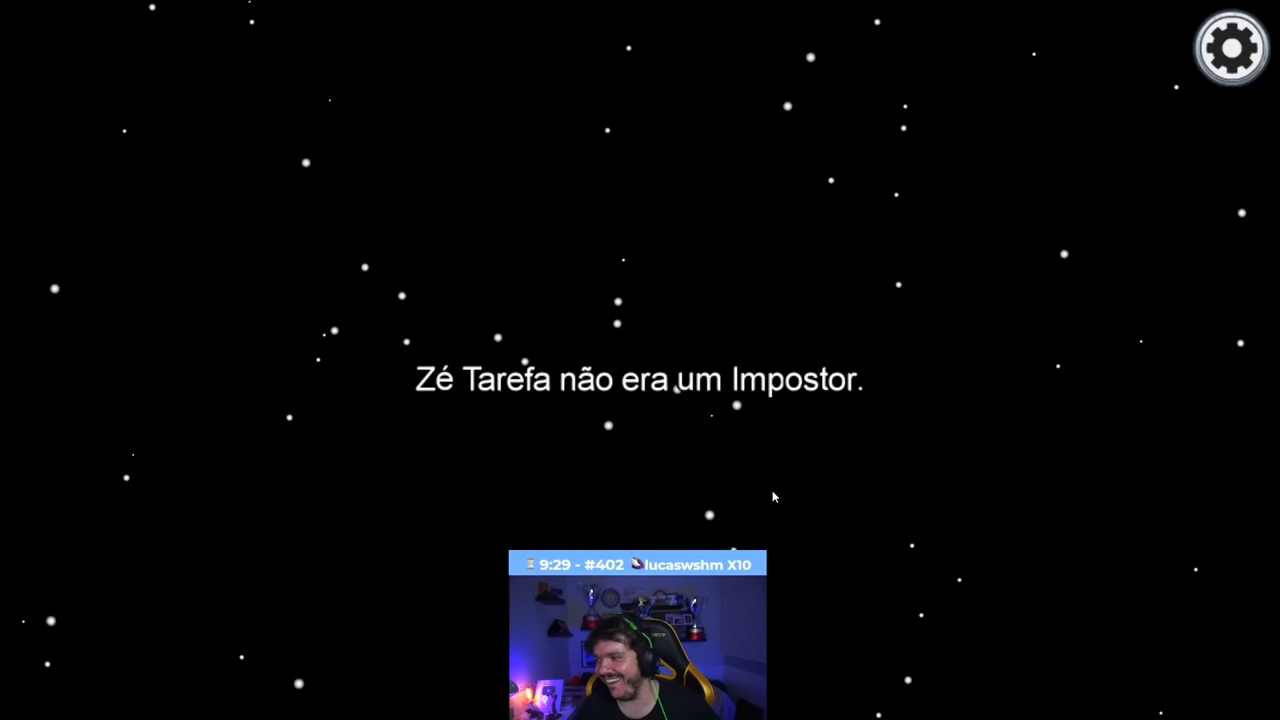 Zé Tarefa não era um Impostor.
9:29 - #402 lucaswshm X10